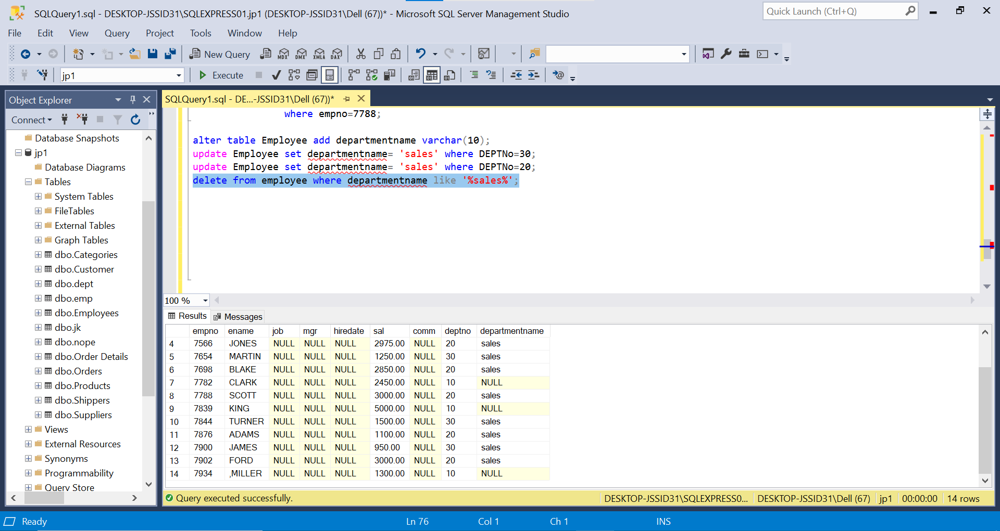 SQLQuery1.sql - DESKTOP-JSSID31\SQLEXPRESS01.jp1 (DESKTOP-JSSID31\Dell (67))* - Microsoft SQL Server Management Studio
Quick Launch (Ctrl+Q)
File Edit View Query Project Tools Window Help
New Query MDX DMX XMLA DAX
jp1 Execute
Object Explorer
Connect
Database Snapshots
jp1
Database Diagrams
Tables
System Tables
FileTables
External Tables
Graph Tables
dbo.Categories
dbo.Customer
dbo.dept
dbo.emp
dbo.Employees
dbo.jk
dbo.nope
dbo.Order Details
dbo.Orders
dbo.Products
dbo.Shippers
dbo.Suppliers
Views
External Resources
Synonyms
Programmability
Query Store
SQLQuery1.sql - DE...-JSSID31\Dell (67))*
where empno=7788;
alter table Employee add departmentname varchar(10);
update Employee set departmentname= 'sales' where DEPTNo=30;
update Employee set departmentname= 'sales' where DEPTNo=20;
delete from employee where departmentname like '%sales%';
100 %
Results Messages
empno ename job mgr hiredate sal comm deptno departmentname
4 7566 JONES NULL NULL NULL 2975.00 NULL 20 sales
5 7654 MARTIN NULL NULL NULL 1250.00 NULL 30 sales
6 7698 BLAKE NULL NULL NULL 2850.00 NULL 20 sales
7 7782 CLARK NULL NULL NULL 2450.00 NULL 10 NULL
8 7788 SCOTT NULL NULL NULL 3000.00 NULL 20 sales
9 7839 KING NULL NULL NULL 5000.00 NULL 10 NULL
10 7844 TURNER NULL NULL NULL 1500.00 NULL 30 sales
11 7876 ADAMS NULL NULL NULL 1100.00 NULL 20 sales
12 7900 JAMES NULL NULL NULL 950.00 NULL 30 sales
13 7902 FORD NULL NULL NULL 3000.00 NULL 20 sales
14 7934 ,MILLER NULL NULL NULL 1300.00 NULL 10 NULL
Query executed successfully. DESKTOP-JSSID31\SQLEXPRESS0... DESKTOP-JSSID31\Dell (67) jp1 00:00:00 14 rows
Ready Ln 76 Col 1 Ch 1 INS